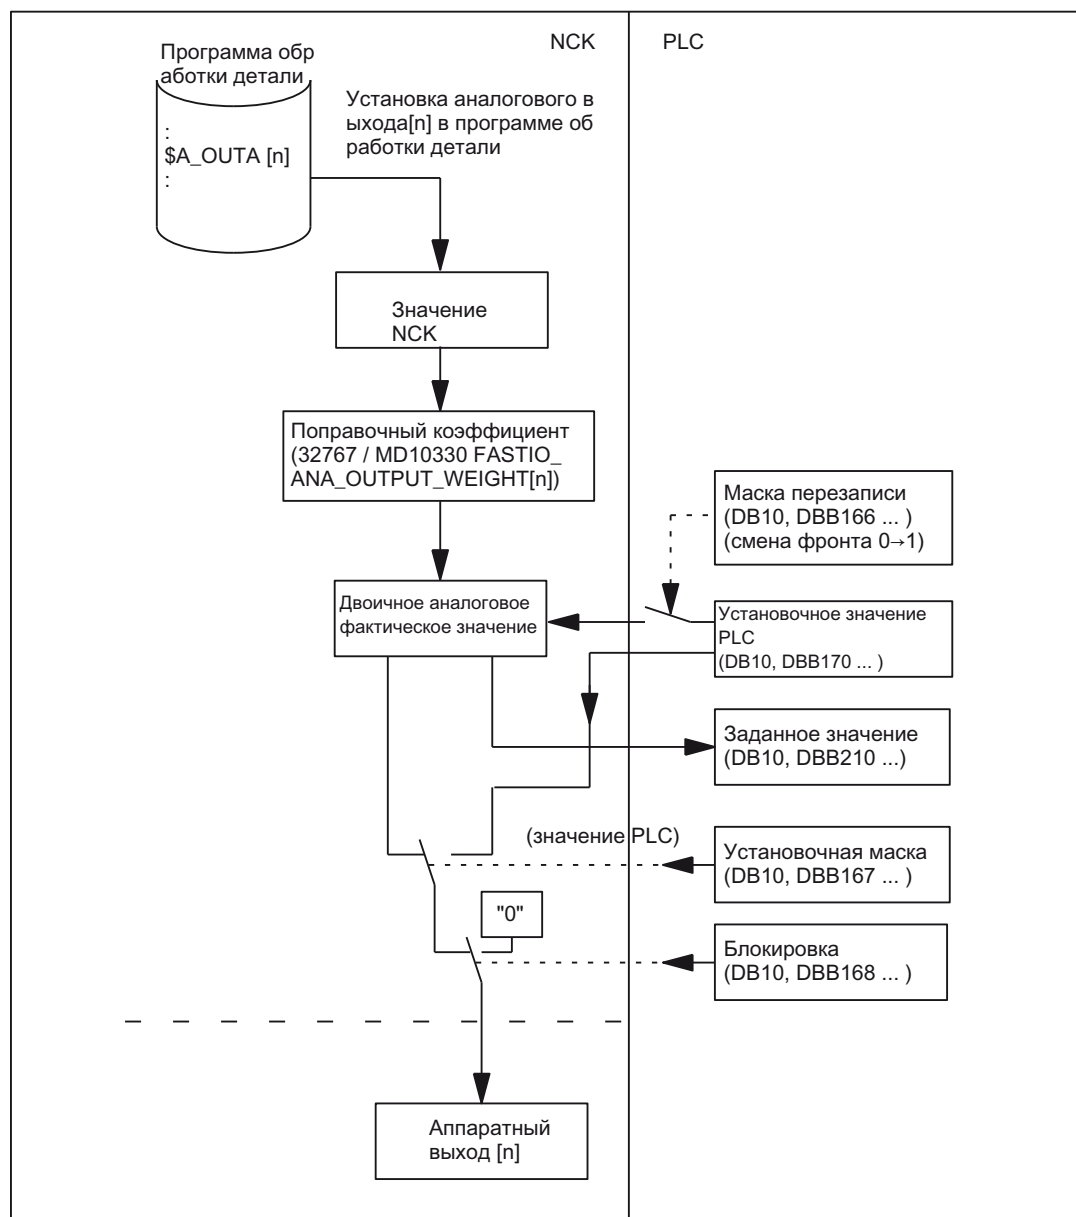 NCK
PLC
Программа обр
аботки детали
Установка аналогового в
ыхода[n] в программе об
работки детали
:
$A_OUTA [n]
:
Значение
NCK
Поправочный коэффициент
(32767 / MD10330 FASTIO_
ANA_OUTPUT_WEIGHT[n])
Маска перезаписи
(DB10, DBB166 ... )
(смена фронта 0→1)
Двоичное аналоговое
фактическое значение
Установочное значение
PLC
(DB10, DBB170 ... )
Заданное значение
(DB10, DBB210 ...)
(значение PLC)
Установочная маска
(DB10, DBB167 ... )
"0"
Блокировка
(DB10, DBB168 ... )
Аппаратный
выход [n]